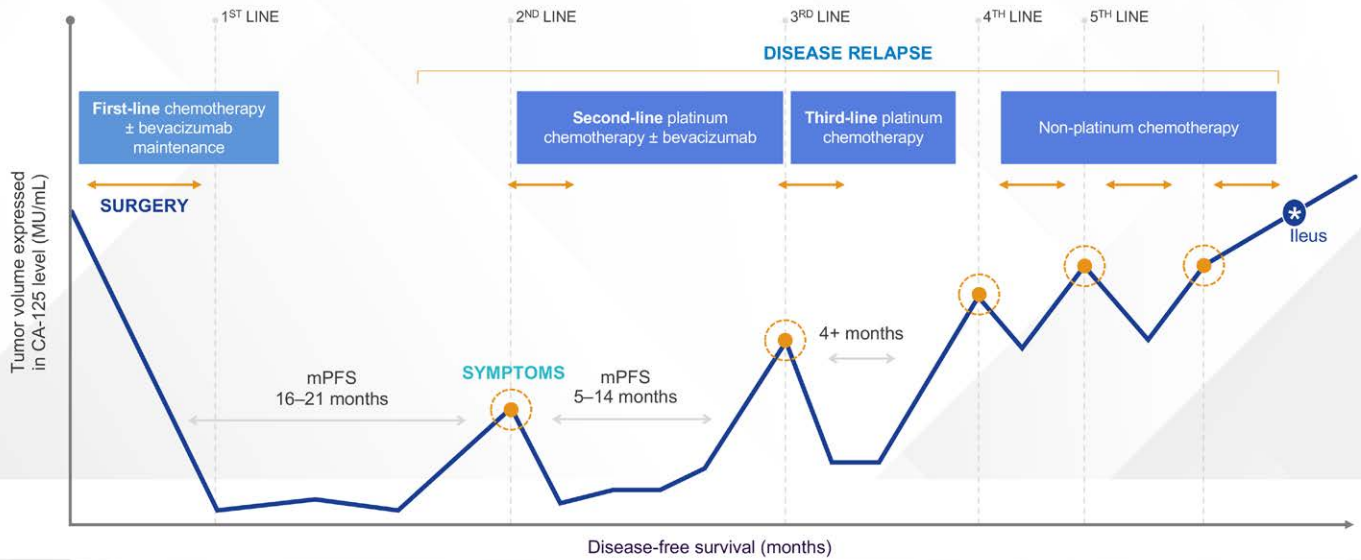 1ST LINE
2ND LINE
3RD LINE
4TH LINE
5TH LINE
DISEASE RELAPSE
First-line chemotherapy
± bevacizumab
maintenance
Second-line platinum
chemotherapy ± bevacizumab
Third-line platinum
chemotherapy
Non-platinum chemotherapy
SURGERY
*
Ileus
Tumor volume expressed
in CA-125 level (MU/mL)
4+ months
SYMPTOMS
mPFS
16–21 months
mPFS
5–14 months
Disease-free survival (months)